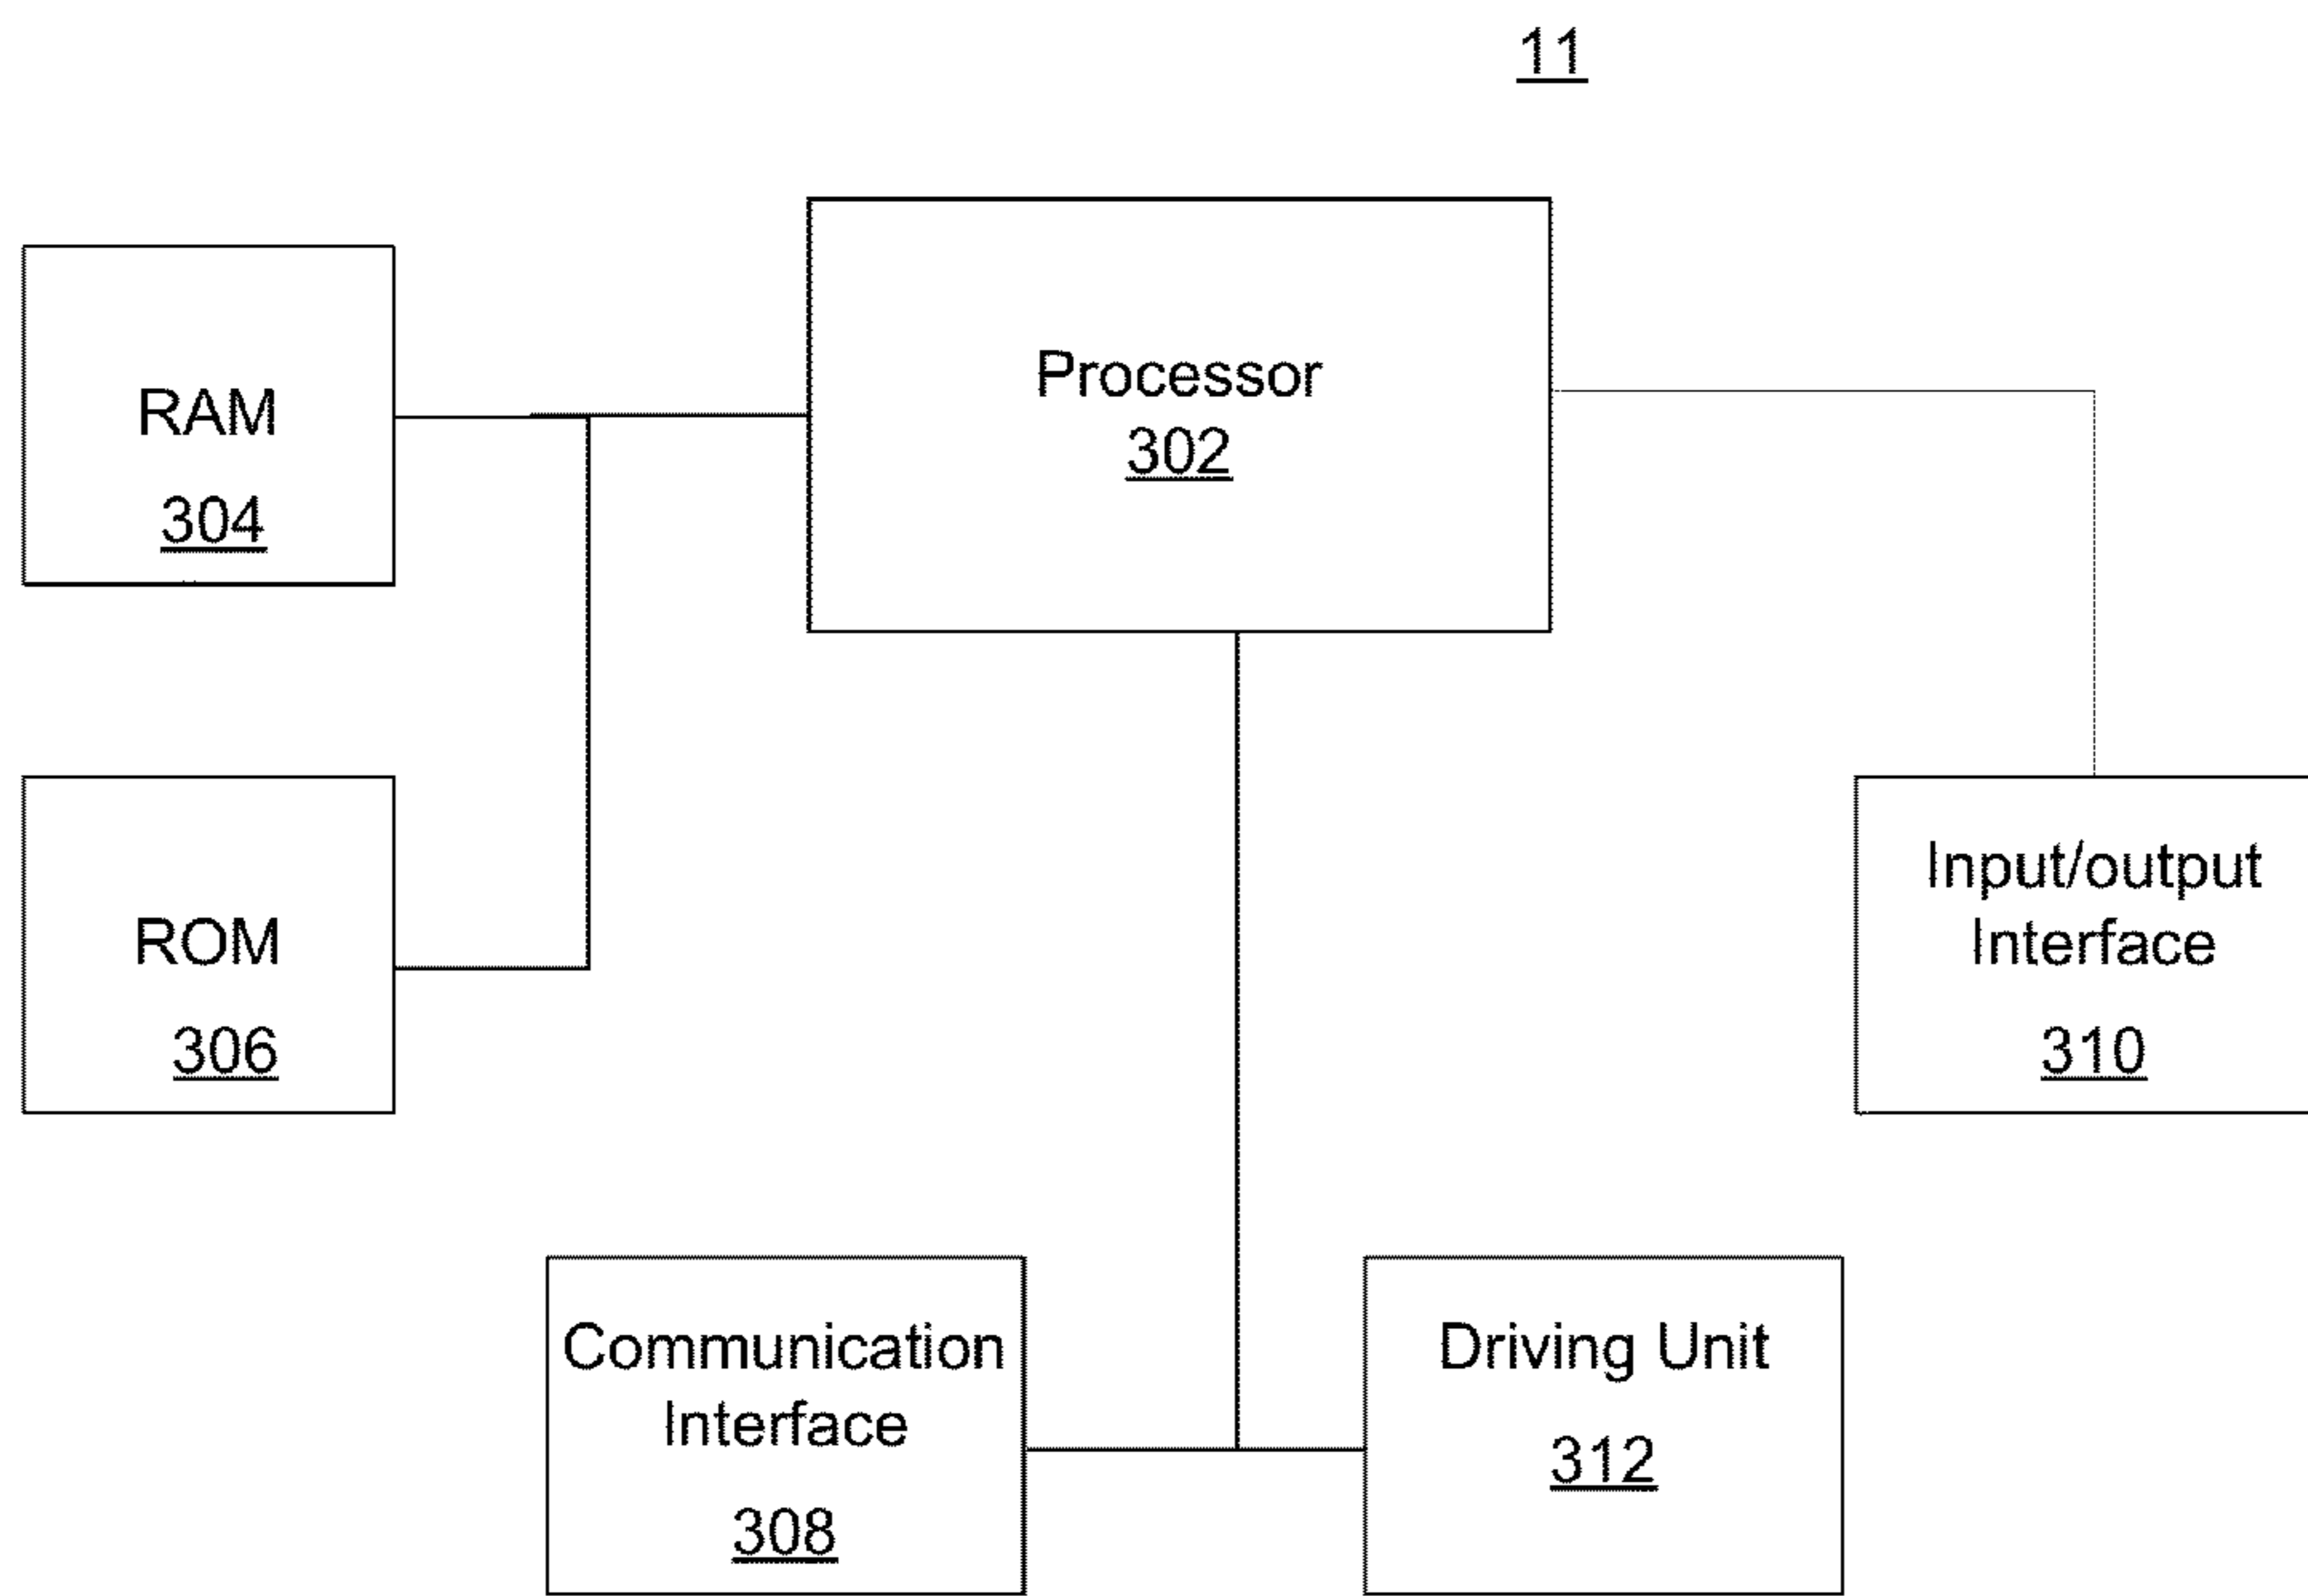 11
Processor
302
RAM
304
ROM
306
Input/output
Interface
310
Communication
Interface
308
Driving Unit
312